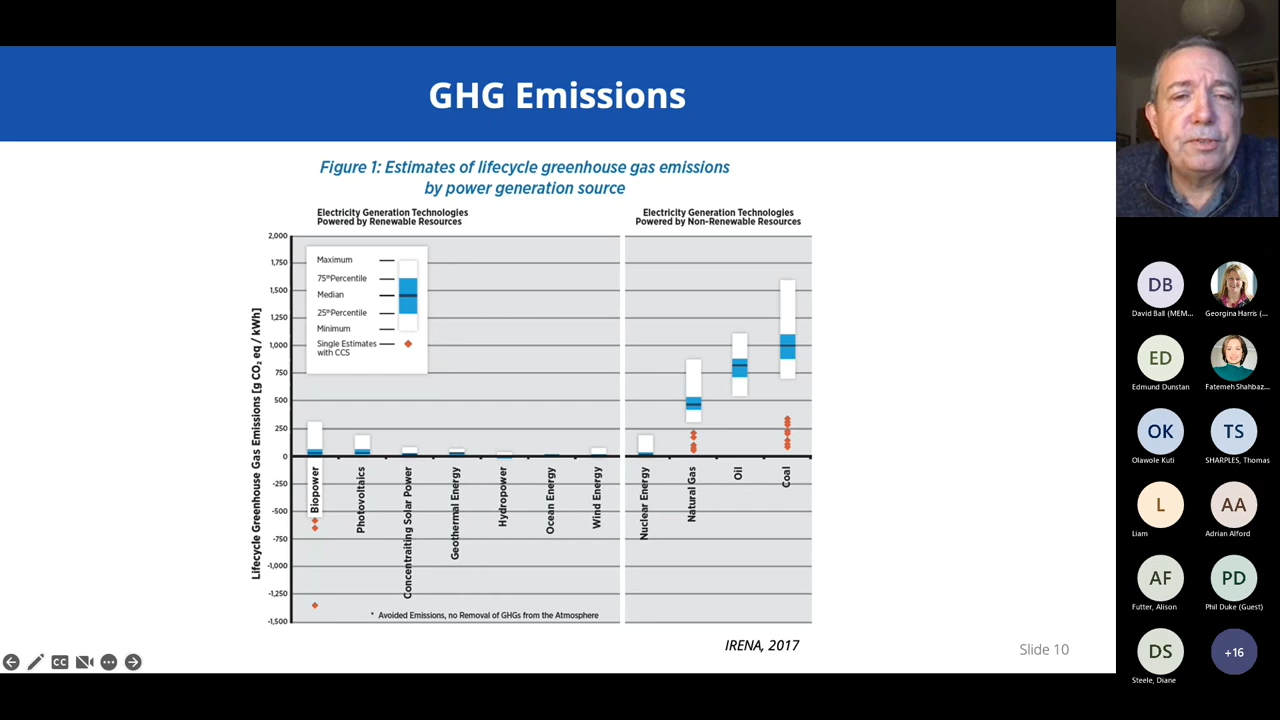 GHG Emissions
Figure 1: Estimates of lifecycle greenhouse gas emissions
by power generation source
Electricity Generation Technologies
Powered by Renewable Resources
Electricity Generation Technologies
Powered by Non-Renewable Resources
Lifecycle Greenhouse Gas Emissions [g CO₂ eq / kWh]
2,000
1,750
1,500
1,250
1,000
750
500
250
0
-250
-500
-750
-1,000
-1,250
-1,500
Maximum
75thPercentile
Median
25thPercentile
Minimum
Single Estimates
with CCS
Biopower
Photovoltaics
Concentraiting Solar Power
Geothermal Energy
Hydropower
Ocean Energy
Wind Energy
Nuclear Energy
Natural Gas
Oil
Coal
* Avoided Emissions, no Removal of GHGs from the Atmosphere
IRENA, 2017
Slide 10
CC
DB
David Ball (MEM...
Georgina Harris (...
ED
Edmund Dunstan
Fatemeh Shahbaz...
OK
Olawole Kuti
TS
SHARPLES, Thomas
L
Liam
AA
Adrian Alford
AF
Futter, Alison
PD
Phil Duke (Guest)
DS
Steele, Diane
+16